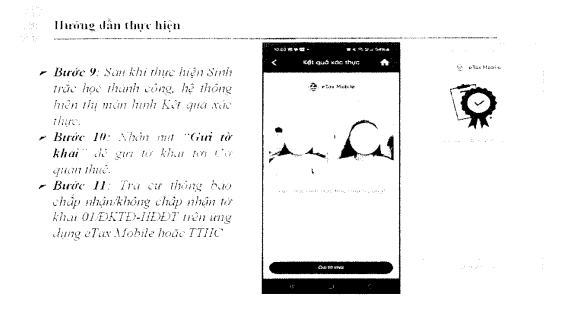 Hướng dẫn thực hiện
➤ Bước 9: Sau khi thực hiện Sinh
trắc học thành công, hệ thống
hiển thị màn hình Kết quả xác
thực.
➤ Bước 10: Nhấn nút "Gửi tờ
khai" để gửi tờ khai tới Cơ
quan thuế.
➤ Bước 11: Tra cứ thông báo
chấp nhận/không chấp nhận tờ
khai 01/ĐKTĐ-HĐĐT trên ứng
dụng eTax Mobile hoặc TTHC
10:03
Kết quả xác thực
eTax Mobile
Gửi tờ khai
eTax Mobile